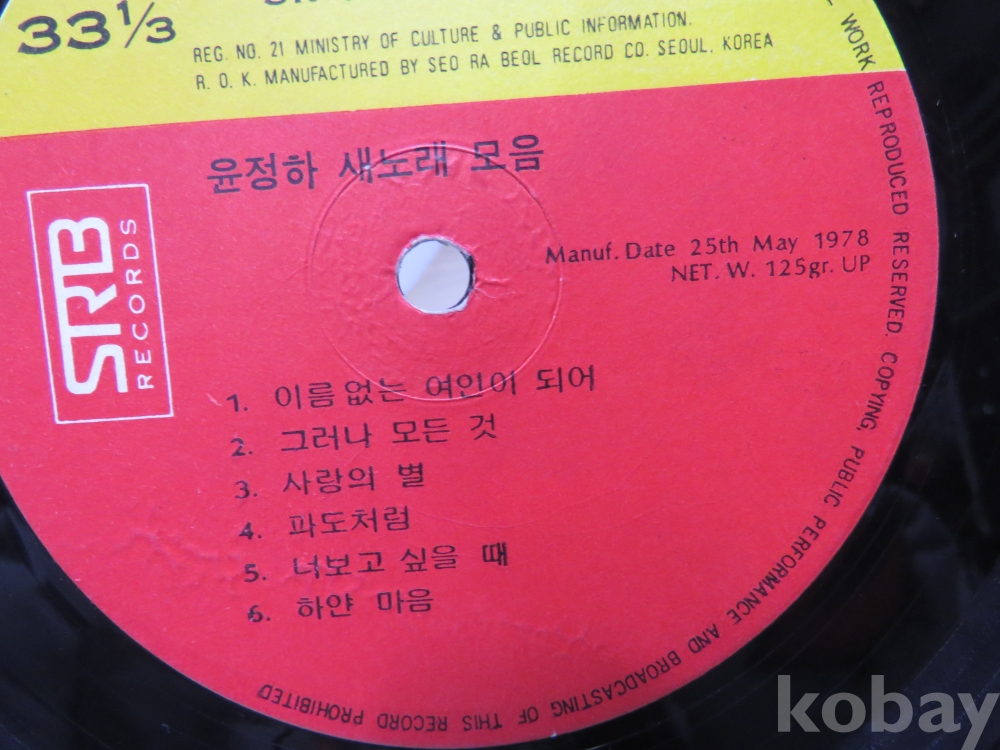 33 1/3
REG. NO. 21 MINISTRY OF CULTURE & PUBLIC INFORMATION.
R. O. K. MANUFACTURED BY SEO RA BEOL RECORD CO. SEOUL, KOREA
윤정하 새노래 모음
SRB
RECORDS
Manuf. Date 25th May 1978
NET. W. 125gr. UP
1. 이름없는 여인이 되어
2. 그러나 모든 것
3. 사랑의 별
4. 파도처럼
5. 너보고 싶을 때
6. 하얀 마음
WORK REPRODUCED RESERVED. COPYING, PUBLIC PERFORMANCE AND BROADCASTING OF THIS RECORD PROHIBITED
kobay